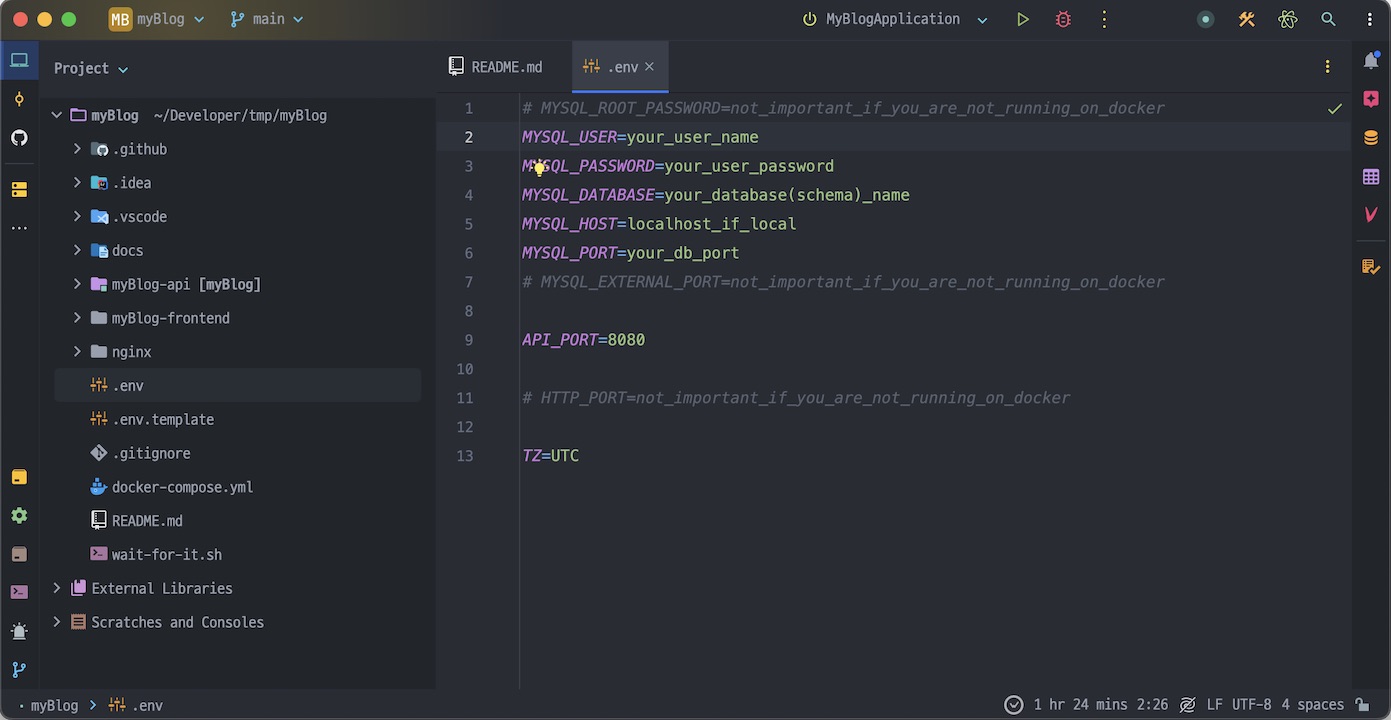 MB myBlog main MyBlogApplication
Project
README.md .env
myBlog ~/Developer/tmp/myBlog
.github
.idea
.vscode
docs
myBlog-api [myBlog]
myBlog-frontend
nginx
.env
.env.template
.gitignore
docker-compose.yml
README.md
wait-for-it.sh
External Libraries
Scratches and Consoles
1 # MYSQL_ROOT_PASSWORD=not_important_if_you_are_not_running_on_docker
2 MYSQL_USER=your_user_name
3 MYSQL_PASSWORD=your_user_password
4 MYSQL_DATABASE=your_database(schema)_name
5 MYSQL_HOST=localhost_if_local
6 MYSQL_PORT=your_db_port
7 # MYSQL_EXTERNAL_PORT=not_important_if_you_are_not_running_on_docker
8
9 API_PORT=8080
10
11 # HTTP_PORT=not_important_if_you_are_not_running_on_docker
12
13 TZ=UTC
myBlog .env 1 hr 24 mins 2:26 LF UTF-8 4 spaces